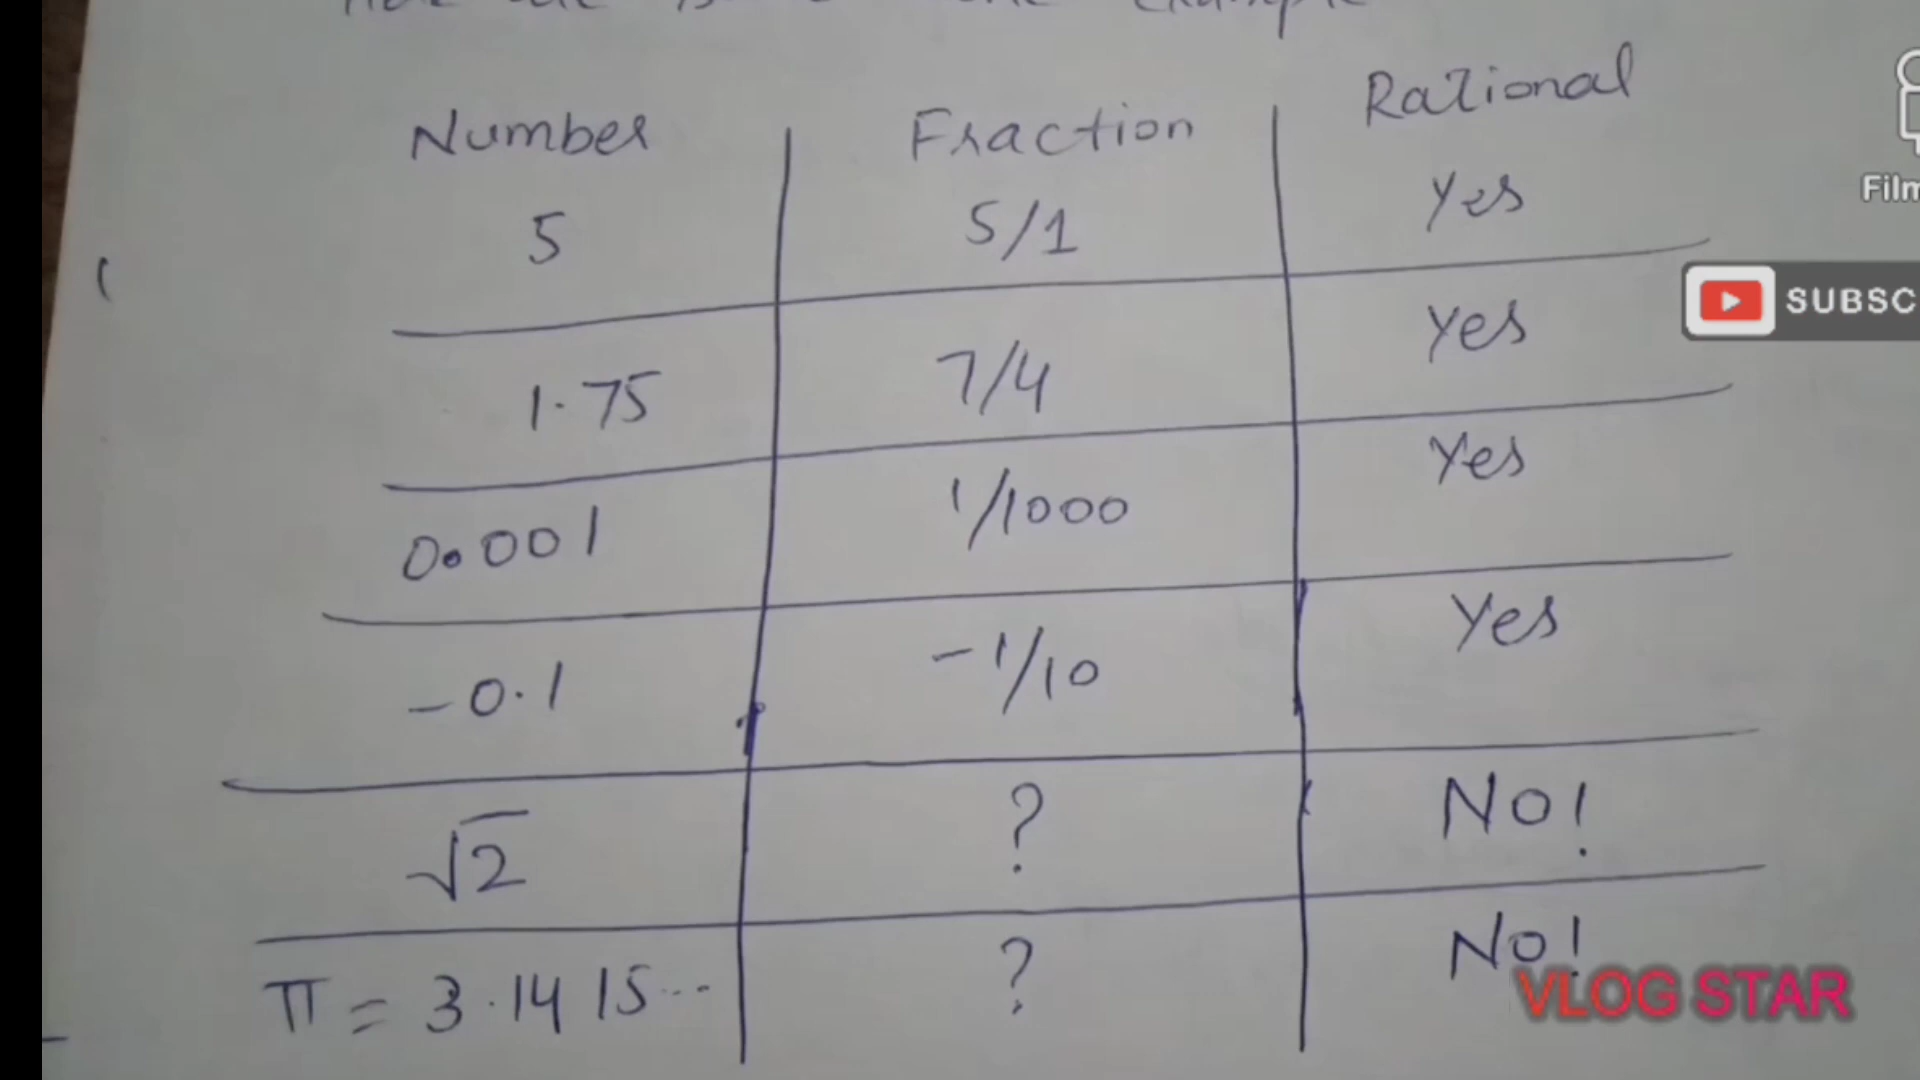 Number Fraction Rational
5 5/1 Yes
1.75 7/4 Yes
0.001 1/1000 Yes
-0.1 -1/10 Yes
√2 ? No!
π = 3.1415... ? No!
SUBSC
VLOG STAR